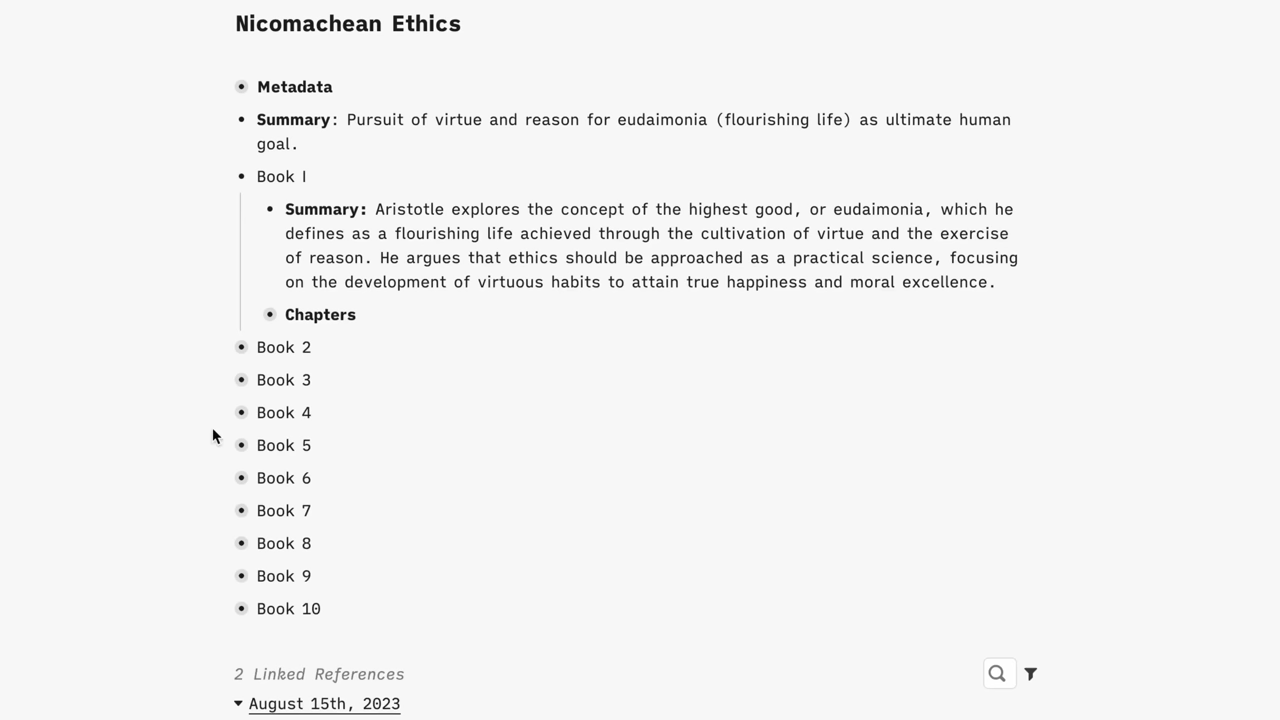 Nicomachean Ethics
Metadata
Summary: Pursuit of virtue and reason for eudaimonia (flourishing life) as ultimate human
goal.
Book I
Summary: Aristotle explores the concept of the highest good, or eudaimonia, which he
defines as a flourishing life achieved through the cultivation of virtue and the exercise
of reason. He argues that ethics should be approached as a practical science, focusing
on the development of virtuous habits to attain true happiness and moral excellence.
Chapters
Book 2
Book 3
Book 4
Book 5
Book 6
Book 7
Book 8
Book 9
Book 10
2 Linked References
August 15th, 2023